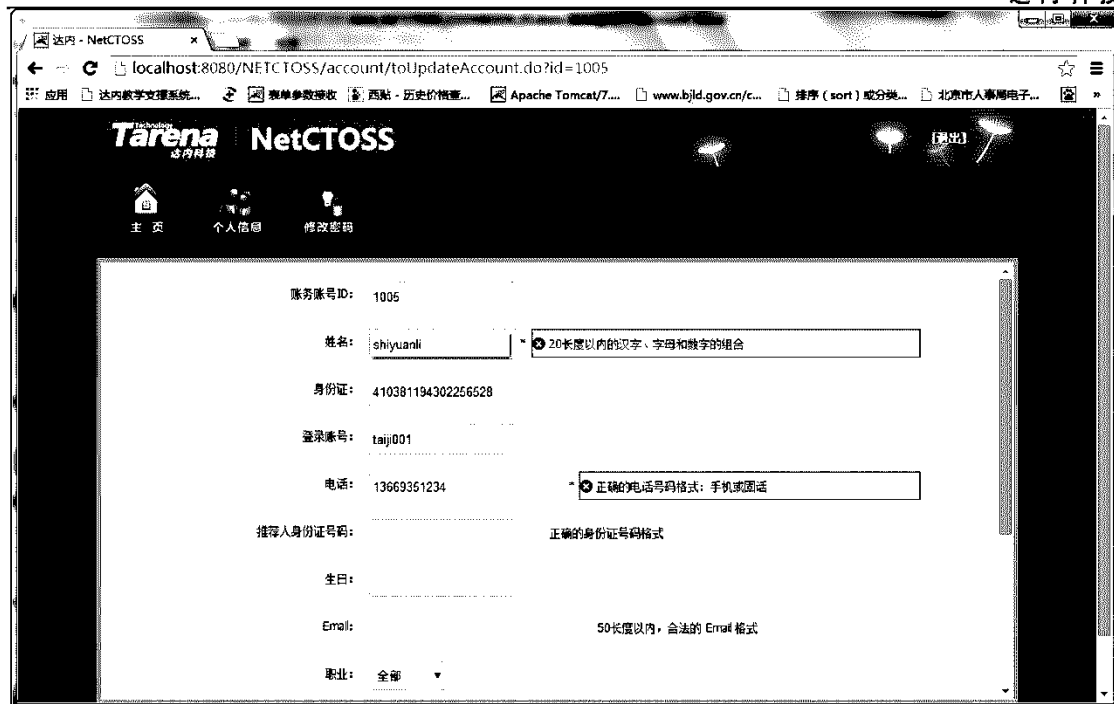 达内 - NetCTOSS ×
localhost:8080/NETCTOSS/account/toUpdateAccount.do?id=1005
应用 达内教学支撑系统... 表单参数接收 西贴 - 历史价格查... Apache Tomcat/7.... www.bjld.gov.cn/c... 排序 ( sort ) 或分类... 北京市人事局电子... »
Technology
Tarena NetCTOSS [退出]
达内科技
主 页 个人信息 修改密码
账务账号ID: 1005
姓名: shiyuanli * 20长度以内的汉字、字母和数字的组合
身份证: 410381194302256528
登录账号: taiji001
电话: 13669351234 * 正确的电话号码格式:手机或固话
推荐人身份证号码: 正确的身份证号码格式
生日:
Email: 50长度以内,合法的 Email 格式
职业: 全部